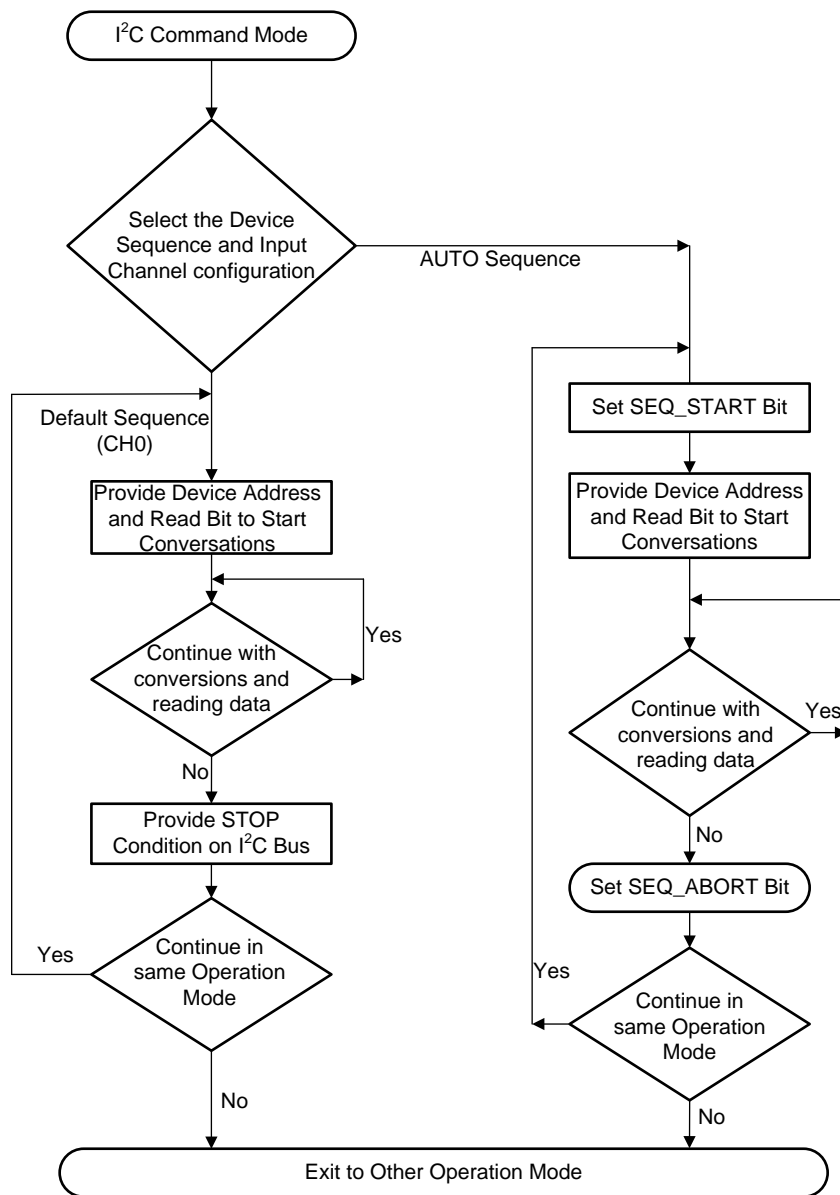 I²C Command Mode
Select the Device
Sequence and Input
Channel configuration
AUTO Sequence
Default Sequence
(CH0)
Provide Device Address
and Read Bit to Start
Conversations
Yes
Continue with
conversions and
reading data
No
Provide STOP
Condition on I²C Bus
Yes
Continue in
same Operation
Mode
No
Set SEQ_START Bit
Provide Device Address
and Read Bit to Start
Conversations
Continue with
conversions and
reading data
Yes
No
Set SEQ_ABORT Bit
Yes
Continue in
same Operation
Mode
No
Exit to Other Operation Mode